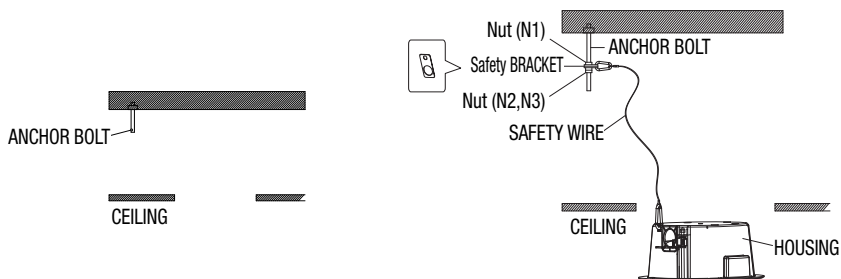 ANCHOR BOLT
CEILING
Nut (N1)
ANCHOR BOLT
Safety BRACKET
Nut (N2,N3)
SAFETY WIRE
CEILING
HOUSING